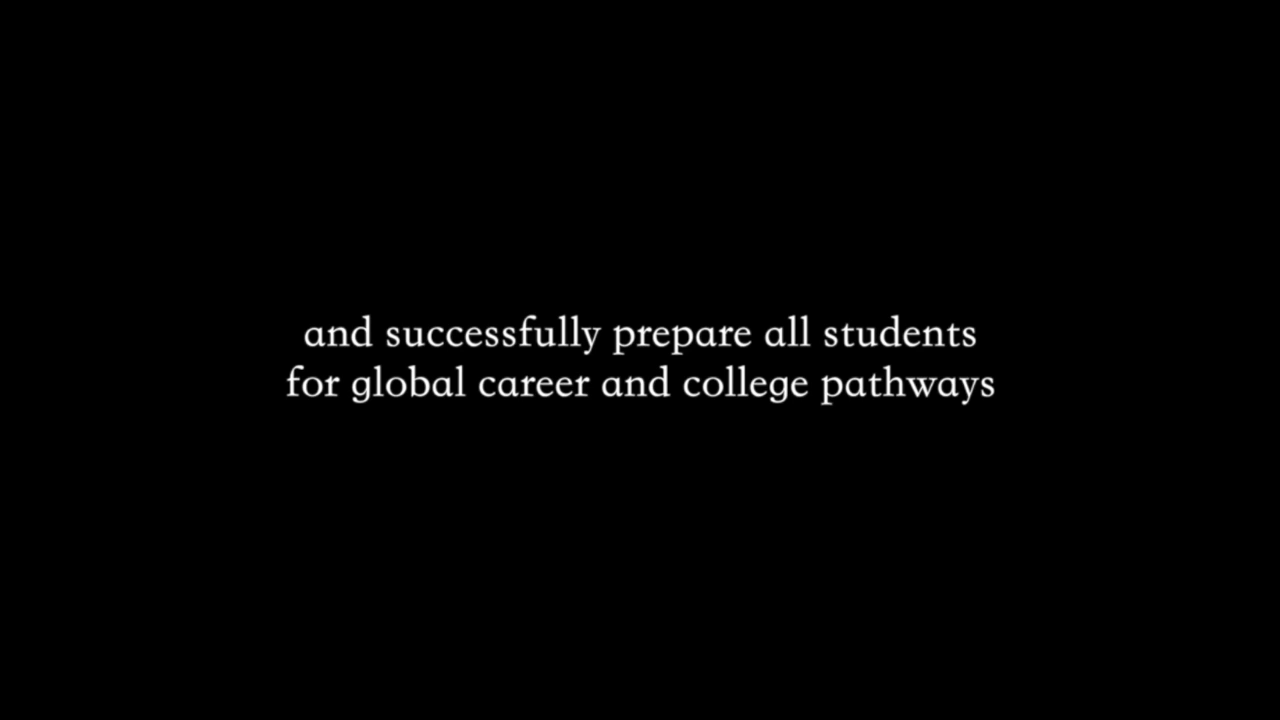 and successfully prepare all students
for global career and college pathways